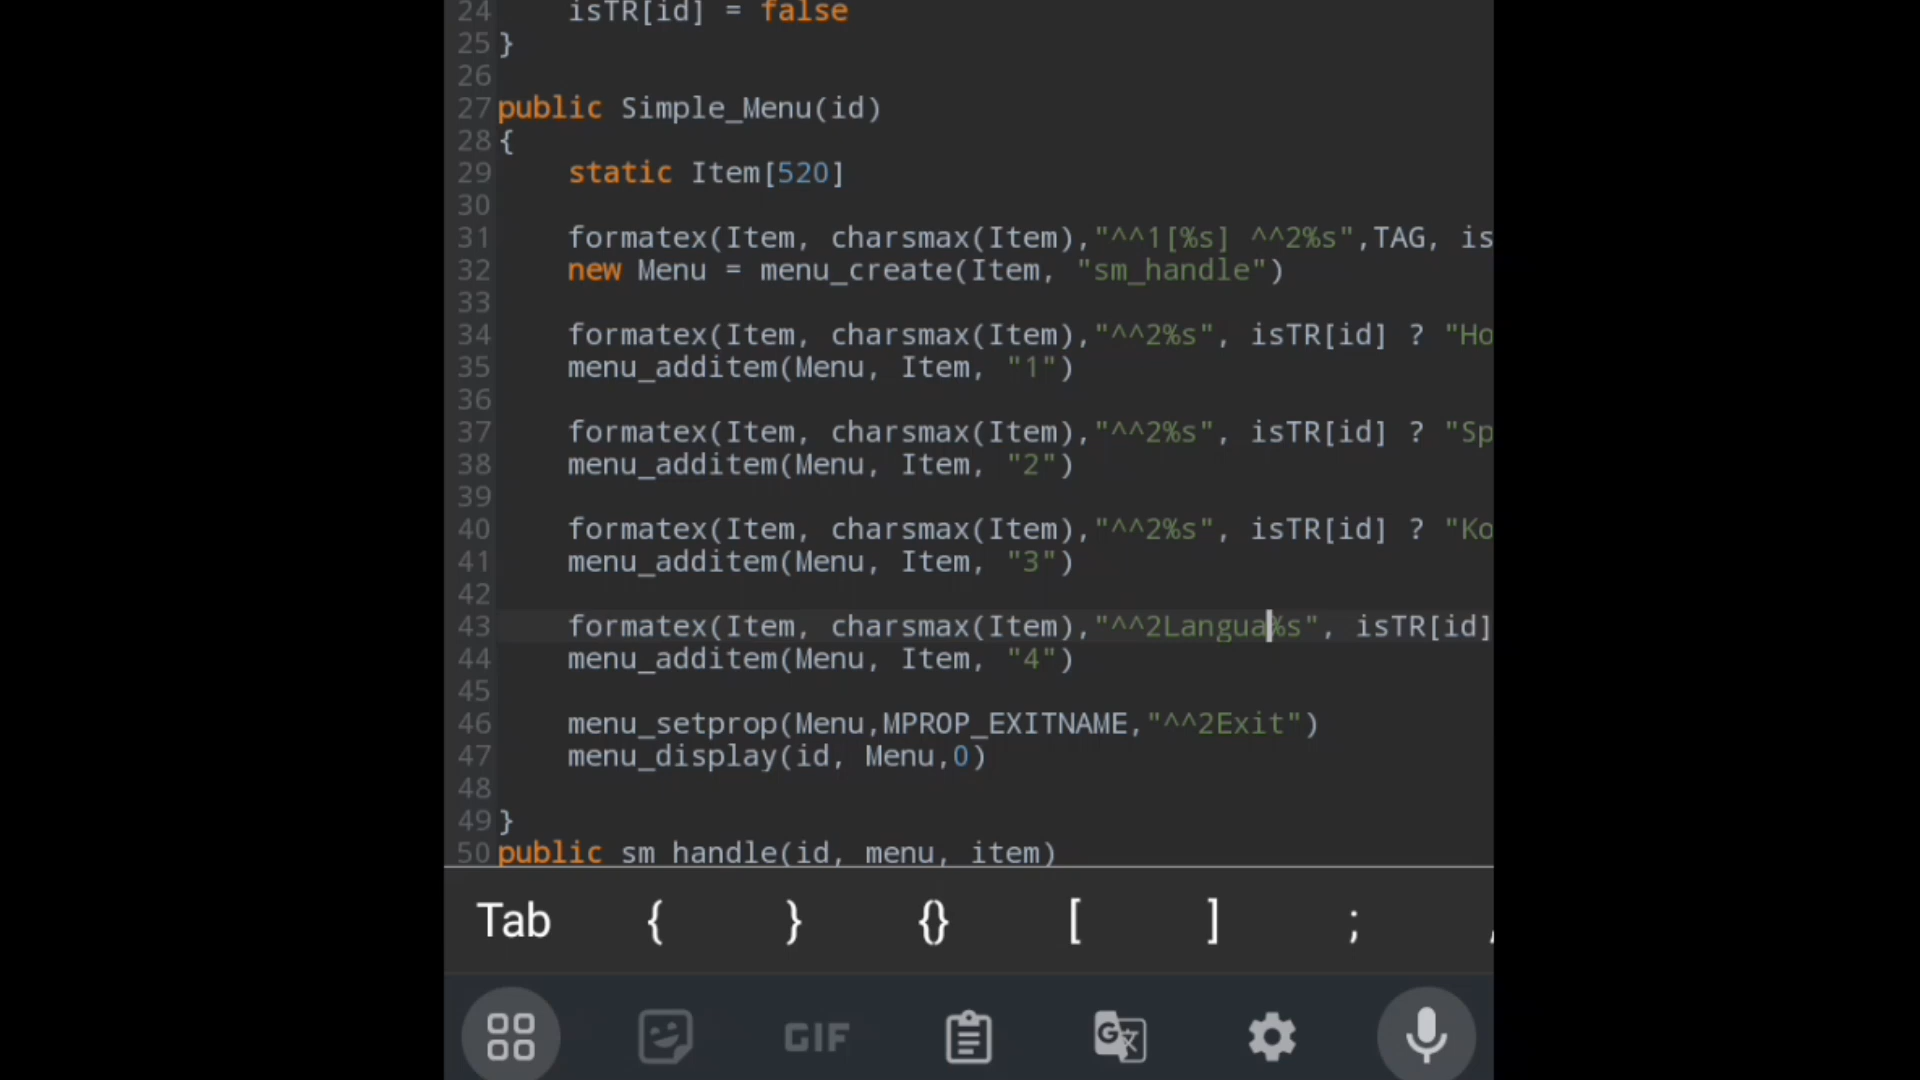 24 isTR[id] = false
25 }
26
27 public Simple_Menu(id)
28 {
29 static Item[520]
30
31 formatex(Item, charsmax(Item),"^^1[%s] ^^2%s",TAG, is
32 new Menu = menu_create(Item, "sm_handle")
33
34 formatex(Item, charsmax(Item),"^^2%s", isTR[id] ? "Ho
35 menu_additem(Menu, Item, "1")
36
37 formatex(Item, charsmax(Item),"^^2%s", isTR[id] ? "Sp
38 menu_additem(Menu, Item, "2")
39
40 formatex(Item, charsmax(Item),"^^2%s", isTR[id] ? "Ko
41 menu_additem(Menu, Item, "3")
42
43 formatex(Item, charsmax(Item),"^^2Langua%s", isTR[id]
44 menu_additem(Menu, Item, "4")
45
46 menu_setprop(Menu,MPROP_EXITNAME,"^^2Exit")
47 menu_display(id, Menu,0)
48
49 }
50 public sm_handle(id, menu, item)
Tab { } {} [ ] ; ,
GIF G